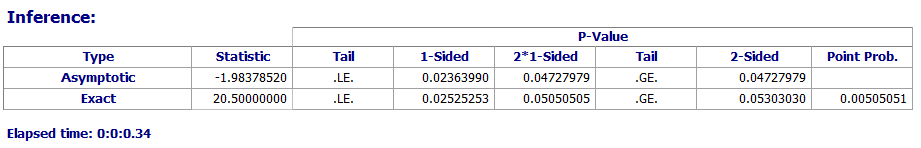 Inference:
P-Value
Type Statistic Tail 1-Sided 2*1-Sided Tail 2-Sided Point Prob.
Asymptotic -1.98378520 .LE. 0.02363990 0.04727979 .GE. 0.04727979
Exact 20.50000000 .LE. 0.02525253 0.05050505 .GE. 0.05303030 0.00505051
Elapsed time: 0:0:0.34